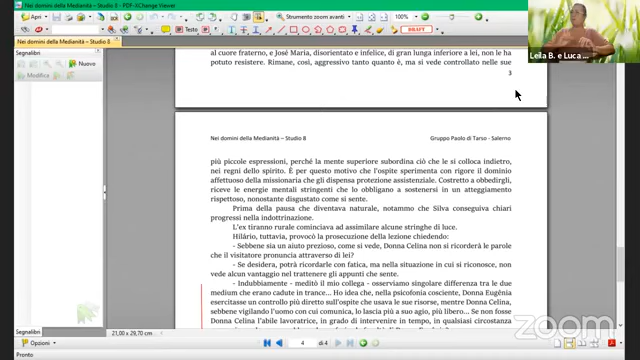 Nei domini della Medianità – Studio 8 - PDF-XChange Viewer
Strumento zoom avanti
100%
Apri
Testo
DRAFT
Nei domini della Medianità – Studio 8
Segnalibri
Nuovo
Modifica
al cuore fraterno, e José Maria, disorientato e infelice, di gran lunga inferiore a lei, non le ha
potuto resistere. Rimane, così, aggressivo tanto quanto è, ma si vede controllato nelle sue
3
Leila B. e Luca
Nei domini della Medianità – Studio 8
Gruppo Paolo di Tarso - Salerno
più piccole espressioni, perché la mente superiore subordina ciò che le si colloca indietro,
nei regni dello spirito. È per questo motivo che l'ospite sperimenta con rigore il dominio
affettuoso della missionaria che gli dispensa protezione assistenziale. Costretto a obbedirgli,
riceve le energie mentali stringenti che lo obbligano a sostenersi in un atteggiamento
rispettoso, nonostante disgustato come si sente.
Prima della pausa che diventava naturale, notammo che Silva conseguiva chiari
progressi nella indottrinazione.
L'ex tiranno rurale cominciava ad assimilare alcune stringhe di luce.
Hilário, tuttavia, provocò la prosecuzione della lezione chiedendo:
- Sebbene sia un aiuto prezioso, come si vede, Donna Celina non si ricorderà le parole
che il visitatore pronuncia attraverso di lei?
- Se desidera, potrà ricordarle con fatica, ma nella situazione in cui si riconosce, non
vede alcun vantaggio nel trattenere gli appunti che sente.
- Indubbiamente - meditò il mio collega - osserviamo singolare differenza tra le due
medium che erano cadute in trance... Ho idea che, nella psicofonia cosciente, Donna Eugênia
esercitasse un controllo più diretto sull'ospite che usava le sue risorse, mentre Donna Celina,
sebbene vigilando l'uomo con cui comunica, lo lascia più a suo agio, più libero... Se non fosse
Donna Celina l'abile lavoratrice, in grado di intervenire in tempo, in qualsiasi circostanza
21,00 x 29,70 cm
Opzioni
4
di 4
Pronto
zoom